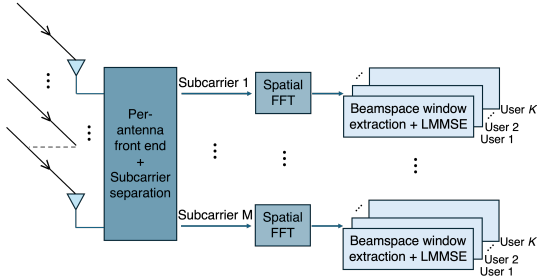 Per-
antenna
front end
+
Subcarrier
separation
Subcarrier 1
Spatial
FFT
Beamspace window
extraction + LMMSE
User K
User 2
User 1
Subcarrier M
Spatial
FFT
Beamspace window
extraction + LMMSE
User K
User 2
User 1